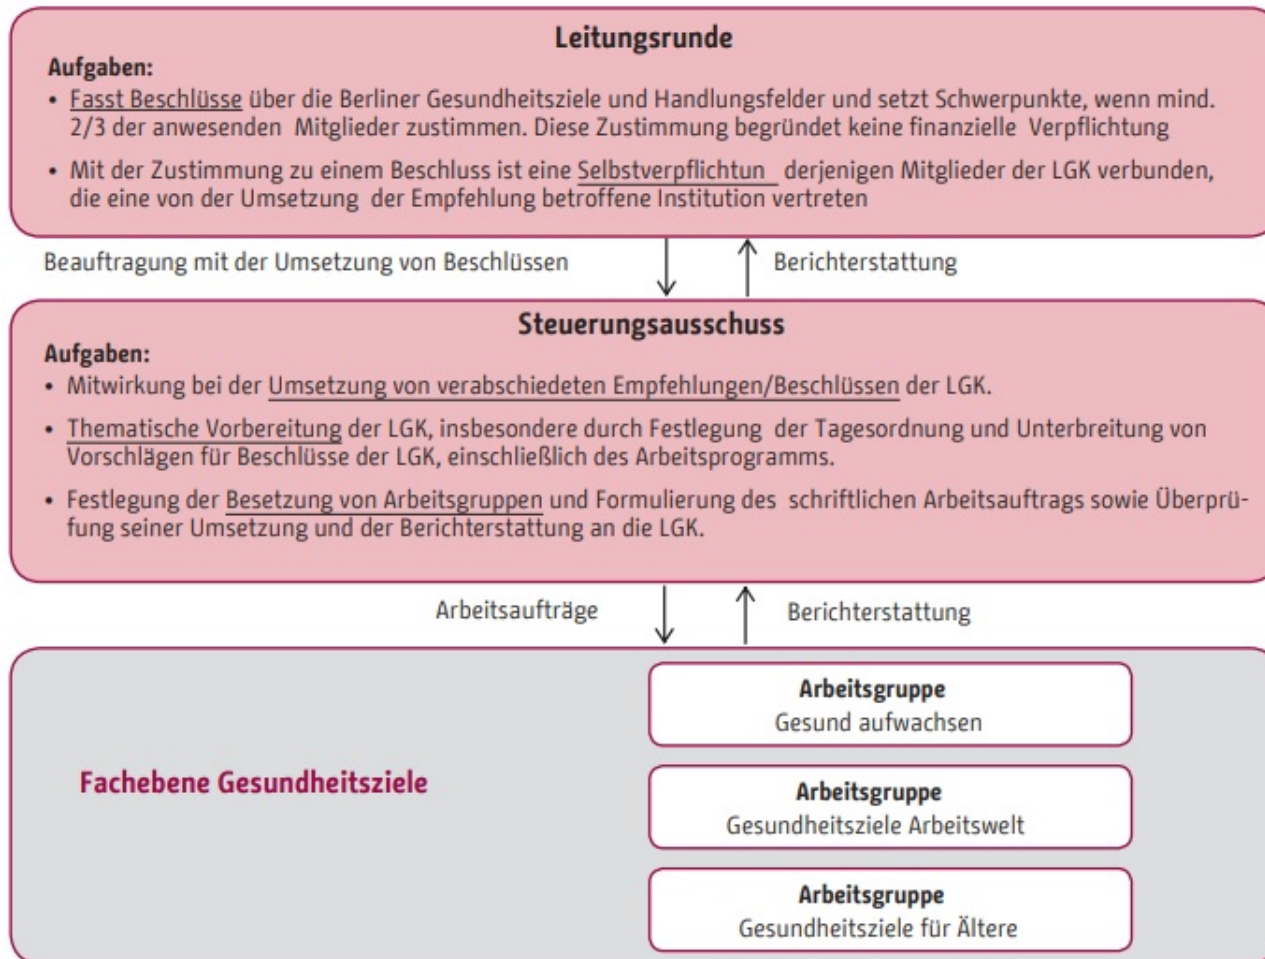 Leitungsrunde
Aufgaben:
• Fasst Beschlüsse über die Berliner Gesundheitsziele und Handlungsfelder und setzt Schwerpunkte, wenn mind.
2/3 der anwesenden Mitglieder zustimmen. Diese Zustimmung begründet keine finanzielle Verpflichtung
• Mit der Zustimmung zu einem Beschluss ist eine Selbstverpflichtun derjenigen Mitglieder der LGK verbunden,
die eine von der Umsetzung der Empfehlung betroffene Institution vertreten
Beauftragung mit der Umsetzung von Beschlüssen
Berichterstattung
Steuerungsausschuss
Aufgaben:
• Mitwirkung bei der Umsetzung von verabschiedeten Empfehlungen/Beschlüssen der LGK.
• Thematische Vorbereitung der LGK, insbesondere durch Festlegung der Tagesordnung und Unterbreitung von
Vorschlägen für Beschlüsse der LGK, einschließlich des Arbeitsprogramms.
• Festlegung der Besetzung von Arbeitsgruppen und Formulierung des schriftlichen Arbeitsauftrags sowie Überprü-
fung seiner Umsetzung und der Berichterstattung an die LGK.
Arbeitsaufträge
Berichterstattung
Fachebene Gesundheitsziele
Arbeitsgruppe
Gesund aufwachsen
Arbeitsgruppe
Gesundheitsziele Arbeitswelt
Arbeitsgruppe
Gesundheitsziele für Ältere